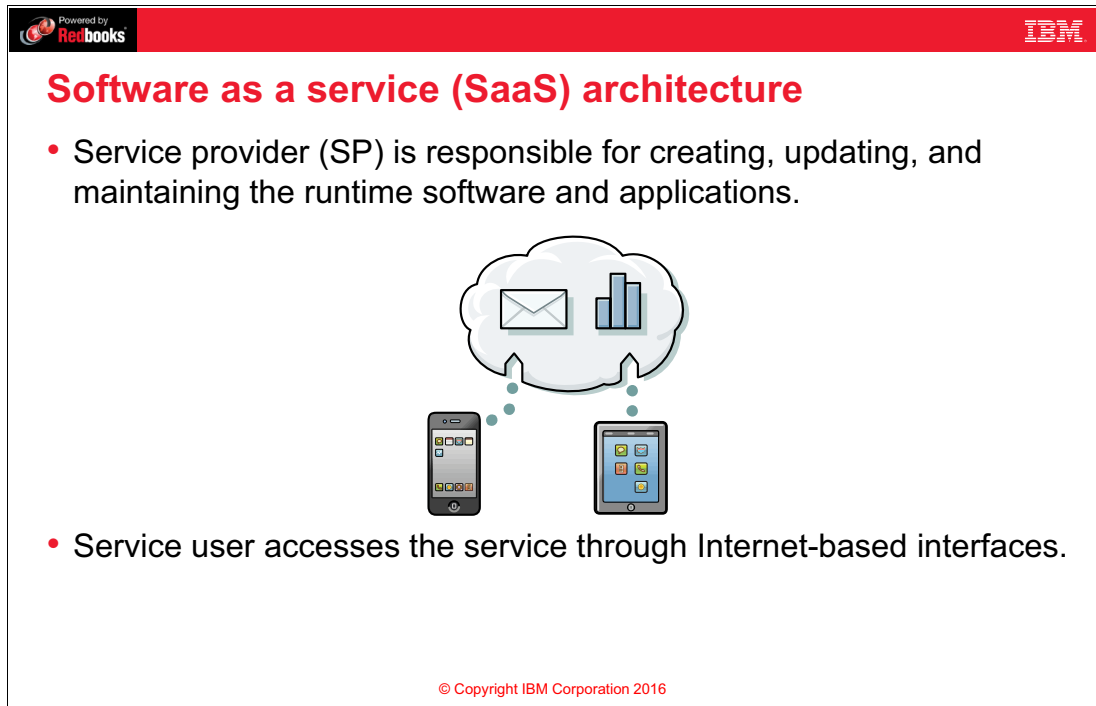 Powered by
Redbooks
IBM
Software as a service (SaaS) architecture
• Service provider (SP) is responsible for creating, updating, and
maintaining the runtime software and applications.
• Service user accesses the service through Internet-based interfaces.
© Copyright IBM Corporation 2016